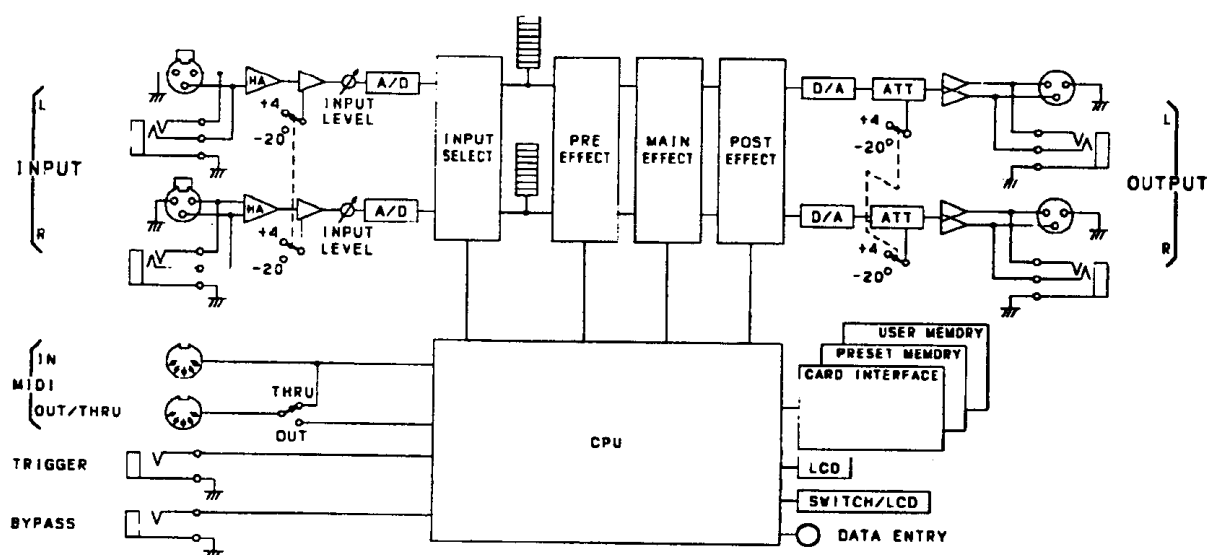 L
INPUT
R
HA
+4
-20
INPUT
LEVEL
A/D
HA
+4
-20
INPUT
LEVEL
A/D
INPUT
SELECT
PRE
EFFECT
MAIN
EFFECT
POST
EFFECT
D/A
ATT
+4
-20
D/A
ATT
+4
-20
L
OUTPUT
R
IN
MIDI
OUT/THRU
THRU
OUT
TRIGGER
BYPASS
CPU
USER MEMORY
PRESET MEMORY
CARD INTERFACE
LCD
SWITCH/LCD
DATA ENTRY